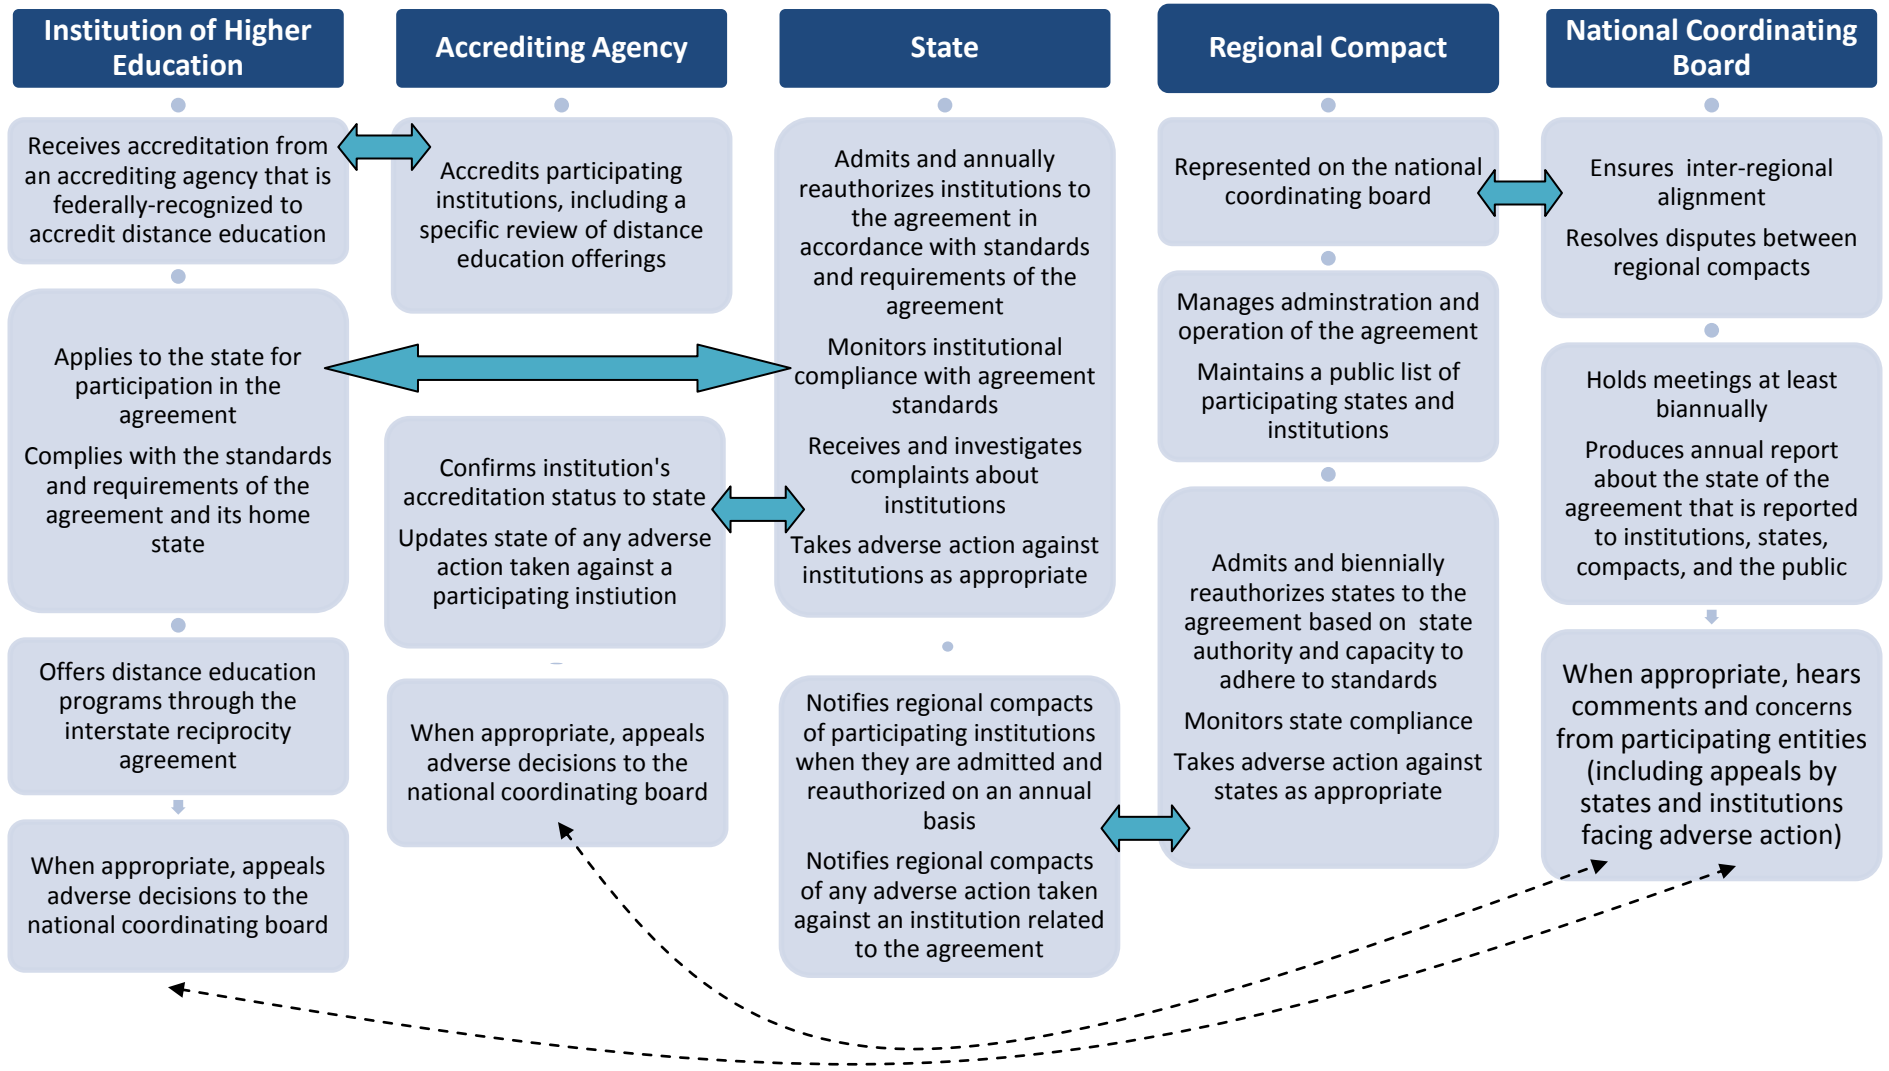 Institution of Higher
Education
Receives accreditation from
an accrediting agency that is
federally-recognized to
accredit distance education
Applies to the state for
participation in the
agreement
Complies with the standards
and requirements of the
agreement and its home
state
Offers distance education
programs through the
interstate reciprocity
agreement
When appropriate, appeals
adverse decisions to the
national coordinating board
Accrediting Agency
Accredits participating
institutions, including a
specific review of distance
education offerings
Confirms institution's
accreditation status to state
Updates state of any adverse
action taken against a
participating instiution
When appropriate, appeals
adverse decisions to the
national coordinating board
State
Admits and annually
reauthorizes institutions to
the agreement in
accordance with standards
and requirements of the
agreement
Monitors institutional
compliance with agreement
standards
Receives and investigates
complaints about
institutions
Takes adverse action against
institutions as appropriate
Notifies regional compacts
of participating institutions
when they are admitted and
reauthorized on an annual
basis
Notifies regional compacts
of any adverse action taken
against an institution related
to the agreement
Regional Compact
Represented on the national
coordinating board
Manages adminstration and
operation of the agreement
Maintains a public list of
participating states and
institutions
Admits and biennially
reauthorizes states to the
agreement based on state
authority and capacity to
adhere to standards
Monitors state compliance
Takes adverse action against
states as appropriate
National Coordinating
Board
Ensures inter-regional
alignment
Resolves disputes between
regional compacts
Holds meetings at least
biannually
Produces annual report
about the state of the
agreement that is reported
to institutions, states,
compacts, and the public
When appropriate, hears
comments and concerns
from participating entities
(including appeals by
states and institutions
facing adverse action)